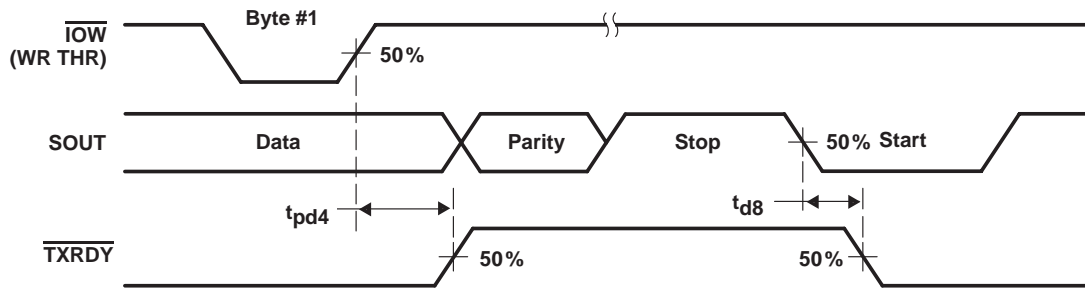 Byte #1
IOW
(WR THR)
50%
SOUT
Data
Parity
Stop
50%
Start
tpd4
td8
TXRDY
50%
50%